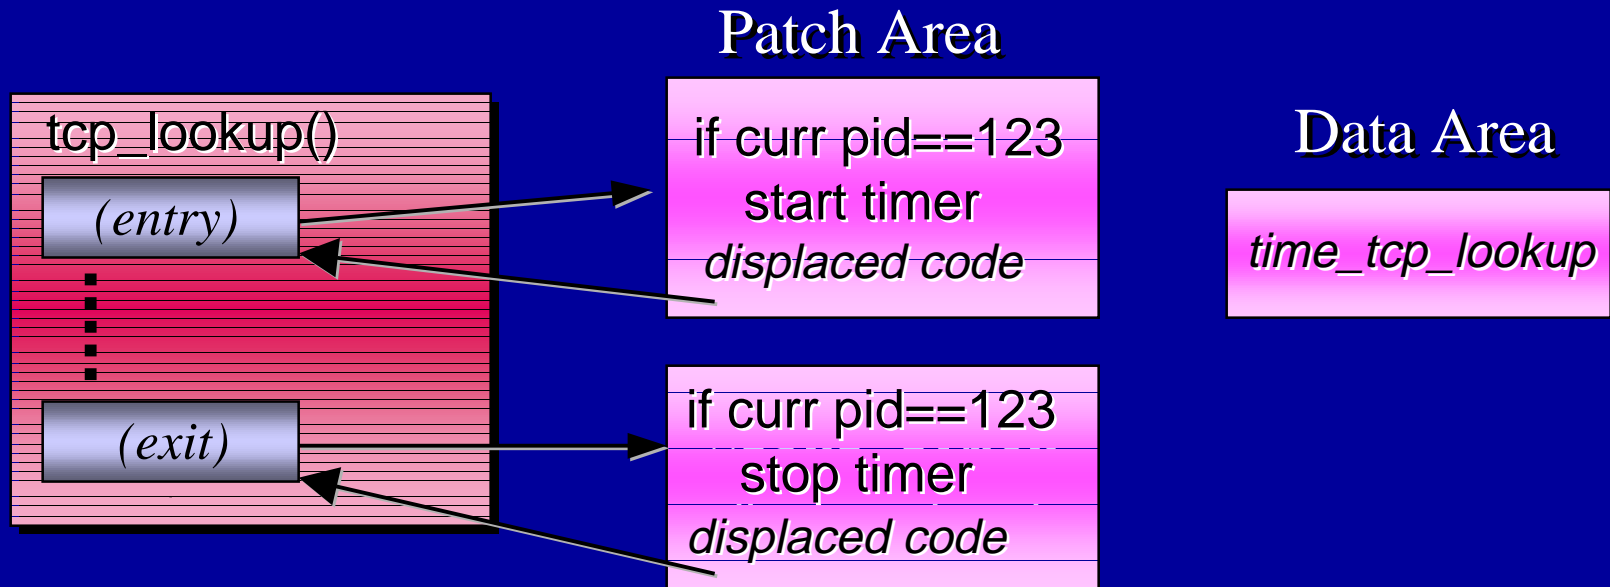 Patch Area
tcp_lookup()
(entry)
(exit)
if curr pid==123
start timer
displaced code
if curr pid==123
stop timer
displaced code
Data Area
time_tcp_lookup